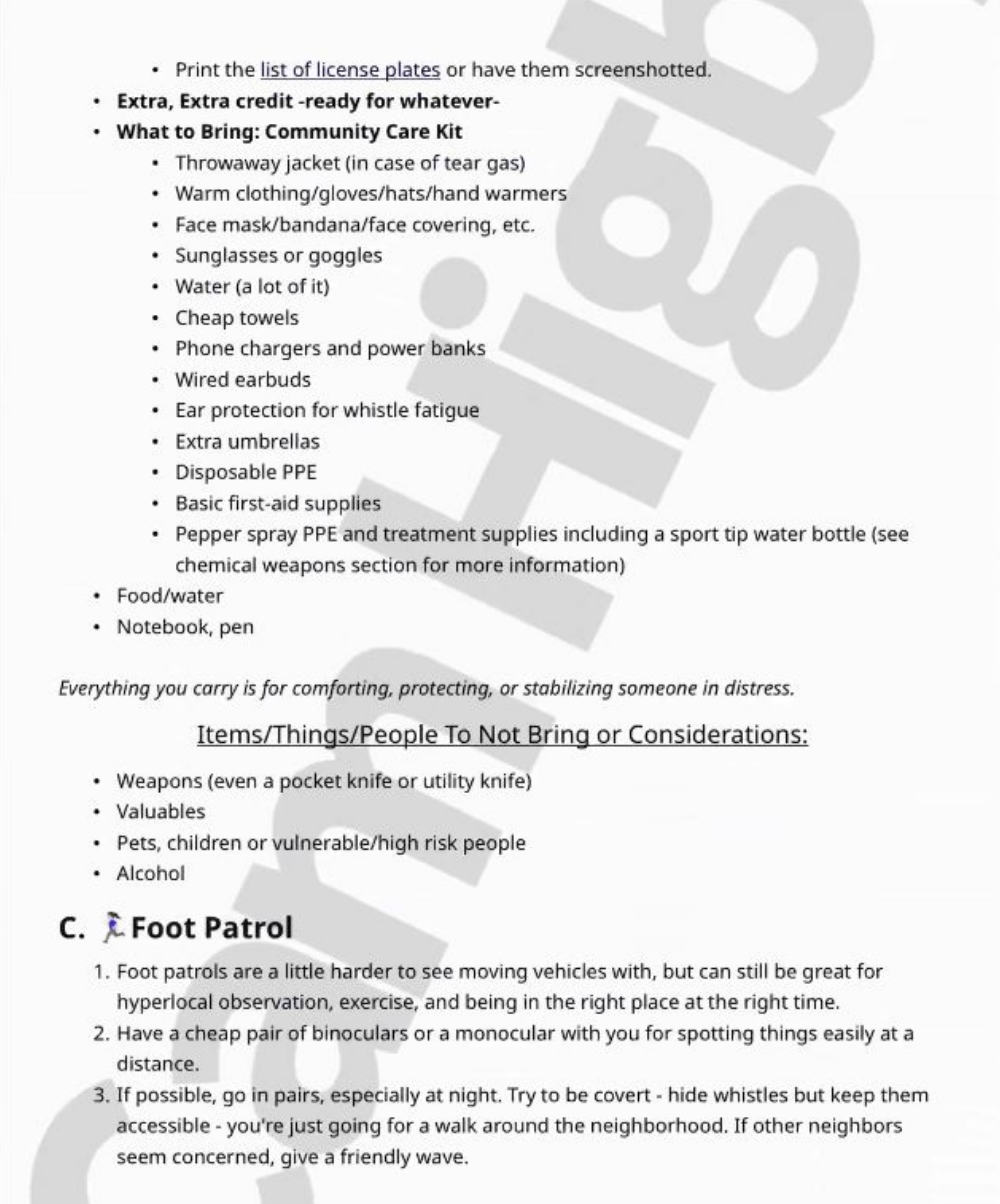 • Print the list of license plates or have them screenshotted.
• Extra, Extra credit -ready for whatever-
• What to Bring: Community Care Kit
• Throwaway jacket (in case of tear gas)
• Warm clothing/gloves/hats/hand warmers
• Face mask/bandana/face covering, etc.
• Sunglasses or goggles
• Water (a lot of it)
• Cheap towels
• Phone chargers and power banks
• Wired earbuds
• Ear protection for whistle fatigue
• Extra umbrellas
• Disposable PPE
• Basic first-aid supplies
• Pepper spray PPE and treatment supplies including a sport tip water bottle (see
chemical weapons section for more information)
• Food/water
• Notebook, pen
Everything you carry is for comforting, protecting, or stabilizing someone in distress.
Items/Things/People To Not Bring or Considerations:
• Weapons (even a pocket knife or utility knife)
• Valuables
• Pets, children or vulnerable/high risk people
• Alcohol
C. 🏃‍♀️Foot Patrol
1. Foot patrols are a little harder to see moving vehicles with, but can still be great for
hyperlocal observation, exercise, and being in the right place at the right time.
2. Have a cheap pair of binoculars or a monocular with you for spotting things easily at a
distance.
3. If possible, go in pairs, especially at night. Try to be covert - hide whistles but keep them
accessible - you're just going for a walk around the neighborhood. If other neighbors
seem concerned, give a friendly wave.
Cam Higb